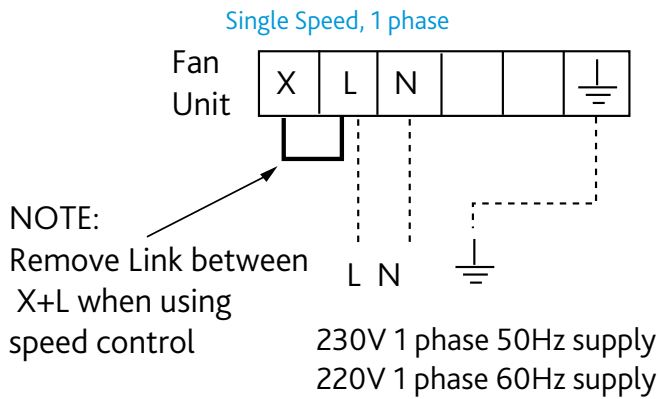 Single Speed, 1 phase
Fan
Unit
X L N
NOTE:
Remove Link between
X+L when using
speed control
L N
230V 1 phase 50Hz supply
220V 1 phase 60Hz supply